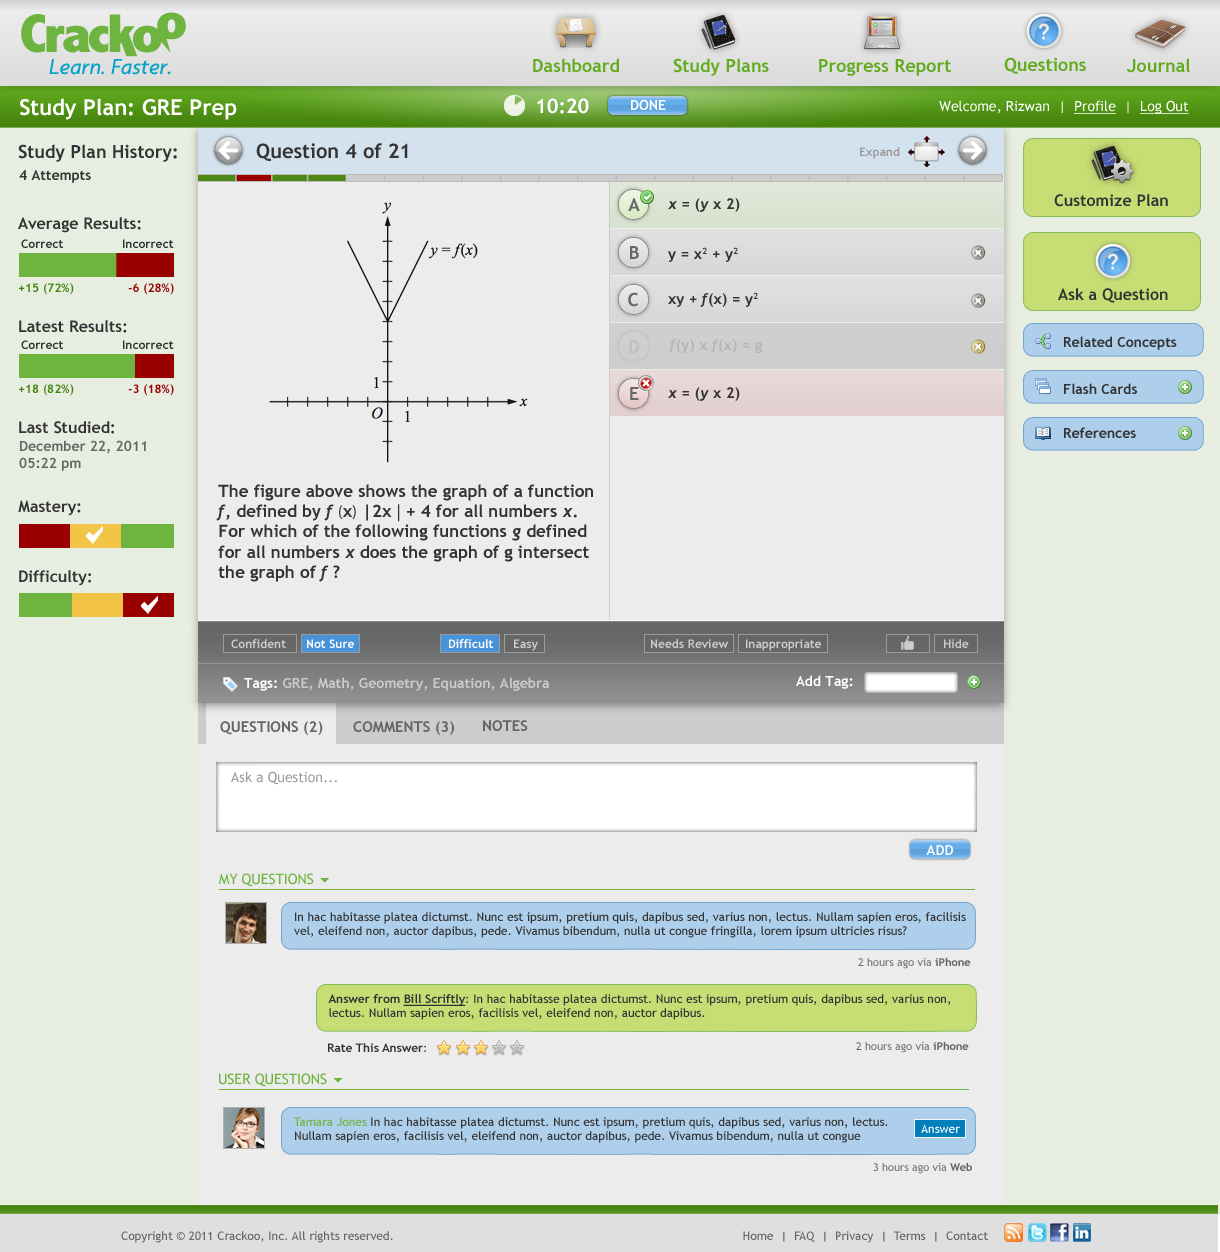 Crackoo
Learn. Faster.
Dashboard
Study Plans
Progress Report
Questions
Journal
Study Plan: GRE Prep
10:20
DONE
Welcome, Rizwan | Profile | Log Out
Study Plan History:
4 Attempts
Average Results:
Correct Incorrect
+15 (72%) -6 (28%)
Latest Results:
Correct Incorrect
+18 (82%) -3 (18%)
Last Studied:
December 22, 2011
05:22 pm
Mastery:
Difficulty:
Question 4 of 21
Expand
y
y = f(x)
1
O
1
x
The figure above shows the graph of a function
f, defined by f (x) |2x | + 4 for all numbers x.
For which of the following functions g defined
for all numbers x does the graph of g intersect
the graph of f ?
A x = (y x 2)
B y = x² + y²
C xy + f(x) = y²
D f(y) x f(x) = g
E x = (y x 2)
Customize Plan
Ask a Question
Related Concepts
Flash Cards
References
Confident Not Sure Difficult Easy Needs Review Inappropriate Hide
Tags: GRE, Math, Geometry, Equation, Algebra
Add Tag:
QUESTIONS (2) COMMENTS (3) NOTES
Ask a Question...
ADD
MY QUESTIONS
In hac habitasse platea dictumst. Nunc est ipsum, pretium quis, dapibus sed, varius non, lectus. Nullam sapien eros, facilisis
vel, eleifend non, auctor dapibus, pede. Vivamus bibendum, nulla ut congue fringilla, lorem ipsum ultricies risus?
2 hours ago via iPhone
Answer from Bill Scriftly: In hac habitasse platea dictumst. Nunc est ipsum, pretium quis, dapibus sed, varius non,
lectus. Nullam sapien eros, facilisis vel, eleifend non, auctor dapibus.
Rate This Answer:
2 hours ago via iPhone
USER QUESTIONS
Tamara Jones In hac habitasse platea dictumst. Nunc est ipsum, pretium quis, dapibus sed, varius non, lectus.
Nullam sapien eros, facilisis vel, eleifend non, auctor dapibus, pede. Vivamus bibendum, nulla ut congue
Answer
3 hours ago via Web
Copyright © 2011 Crackoo, Inc. All rights reserved.
Home | FAQ | Privacy | Terms | Contact